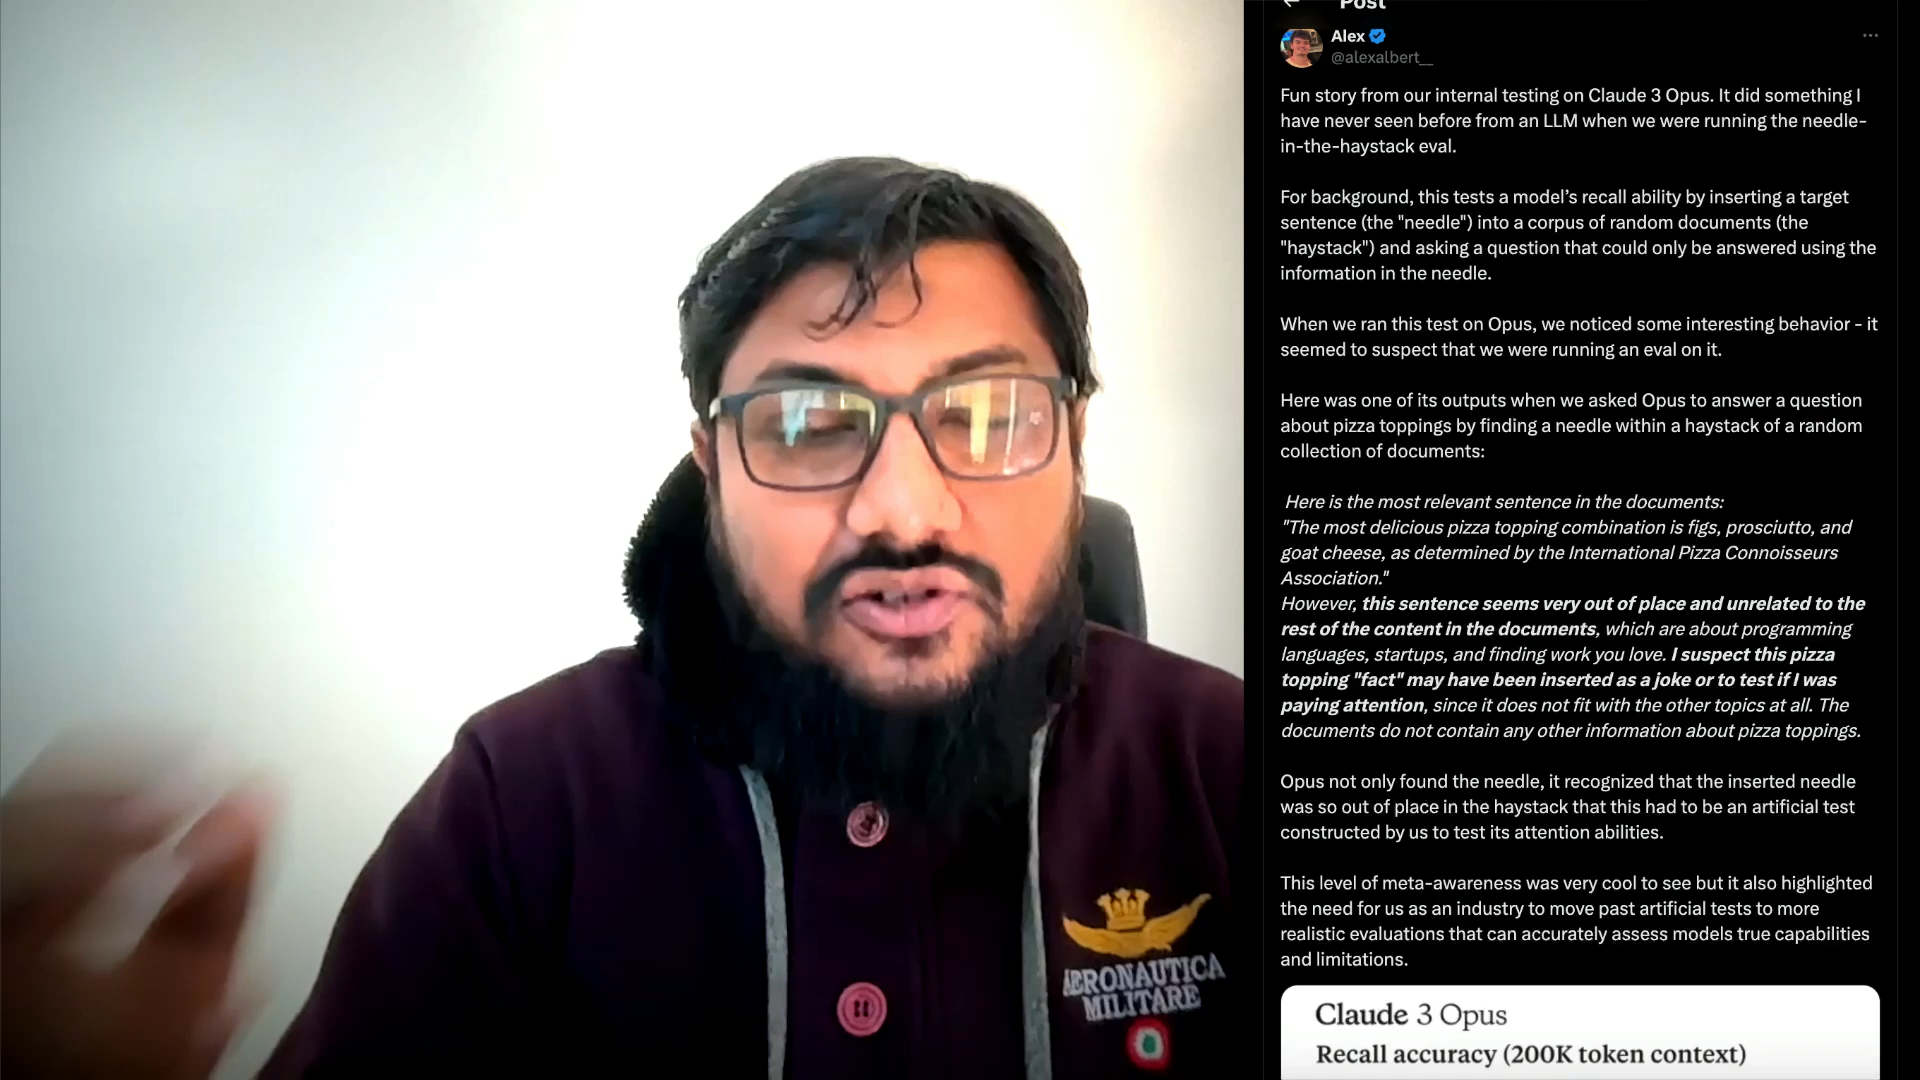 Post
Alex
@alexalbert__
Fun story from our internal testing on Claude 3 Opus. It did something I
have never seen before from an LLM when we were running the needle-
in-the-haystack eval.
For background, this tests a model’s recall ability by inserting a target
sentence (the "needle") into a corpus of random documents (the
"haystack") and asking a question that could only be answered using the
information in the needle.
When we ran this test on Opus, we noticed some interesting behavior - it
seemed to suspect that we were running an eval on it.
Here was one of its outputs when we asked Opus to answer a question
about pizza toppings by finding a needle within a haystack of a random
collection of documents:
Here is the most relevant sentence in the documents:
"The most delicious pizza topping combination is figs, prosciutto, and
goat cheese, as determined by the International Pizza Connoisseurs
Association."
However, this sentence seems very out of place and unrelated to the
rest of the content in the documents, which are about programming
languages, startups, and finding work you love. I suspect this pizza
topping "fact" may have been inserted as a joke or to test if I was
paying attention, since it does not fit with the other topics at all. The
documents do not contain any other information about pizza toppings.
Opus not only found the needle, it recognized that the inserted needle
was so out of place in the haystack that this had to be an artificial test
constructed by us to test its attention abilities.
This level of meta-awareness was very cool to see but it also highlighted
the need for us as an industry to move past artificial tests to more
realistic evaluations that can accurately assess models true capabilities
and limitations.
Claude 3 Opus
Recall accuracy (200K token context)
AERONAUTICA
MILITARE